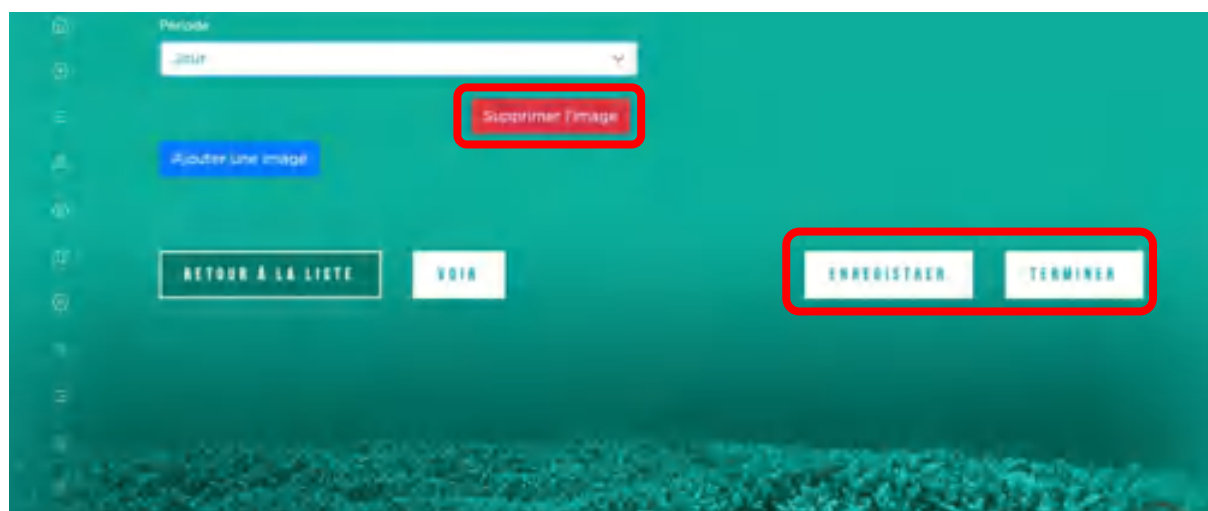 Période
Jour
Supprimer l'image
Ajouter une image
RETOUR À LA LISTE
VOIR
ENREGISTRER
TERMINER